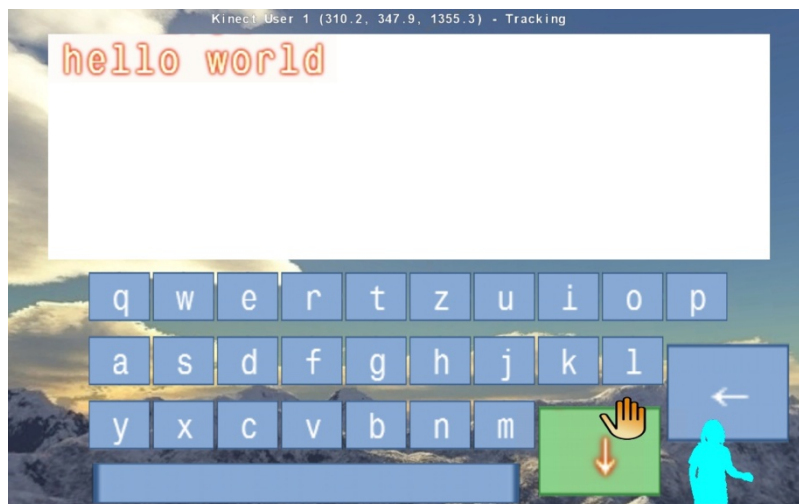 Kinect User 1 (310.2, 347.9, 1355.3) - Tracking
hello world
q w e r t z u i o p
a s d f g h j k l
←
y x c v b n m
↓